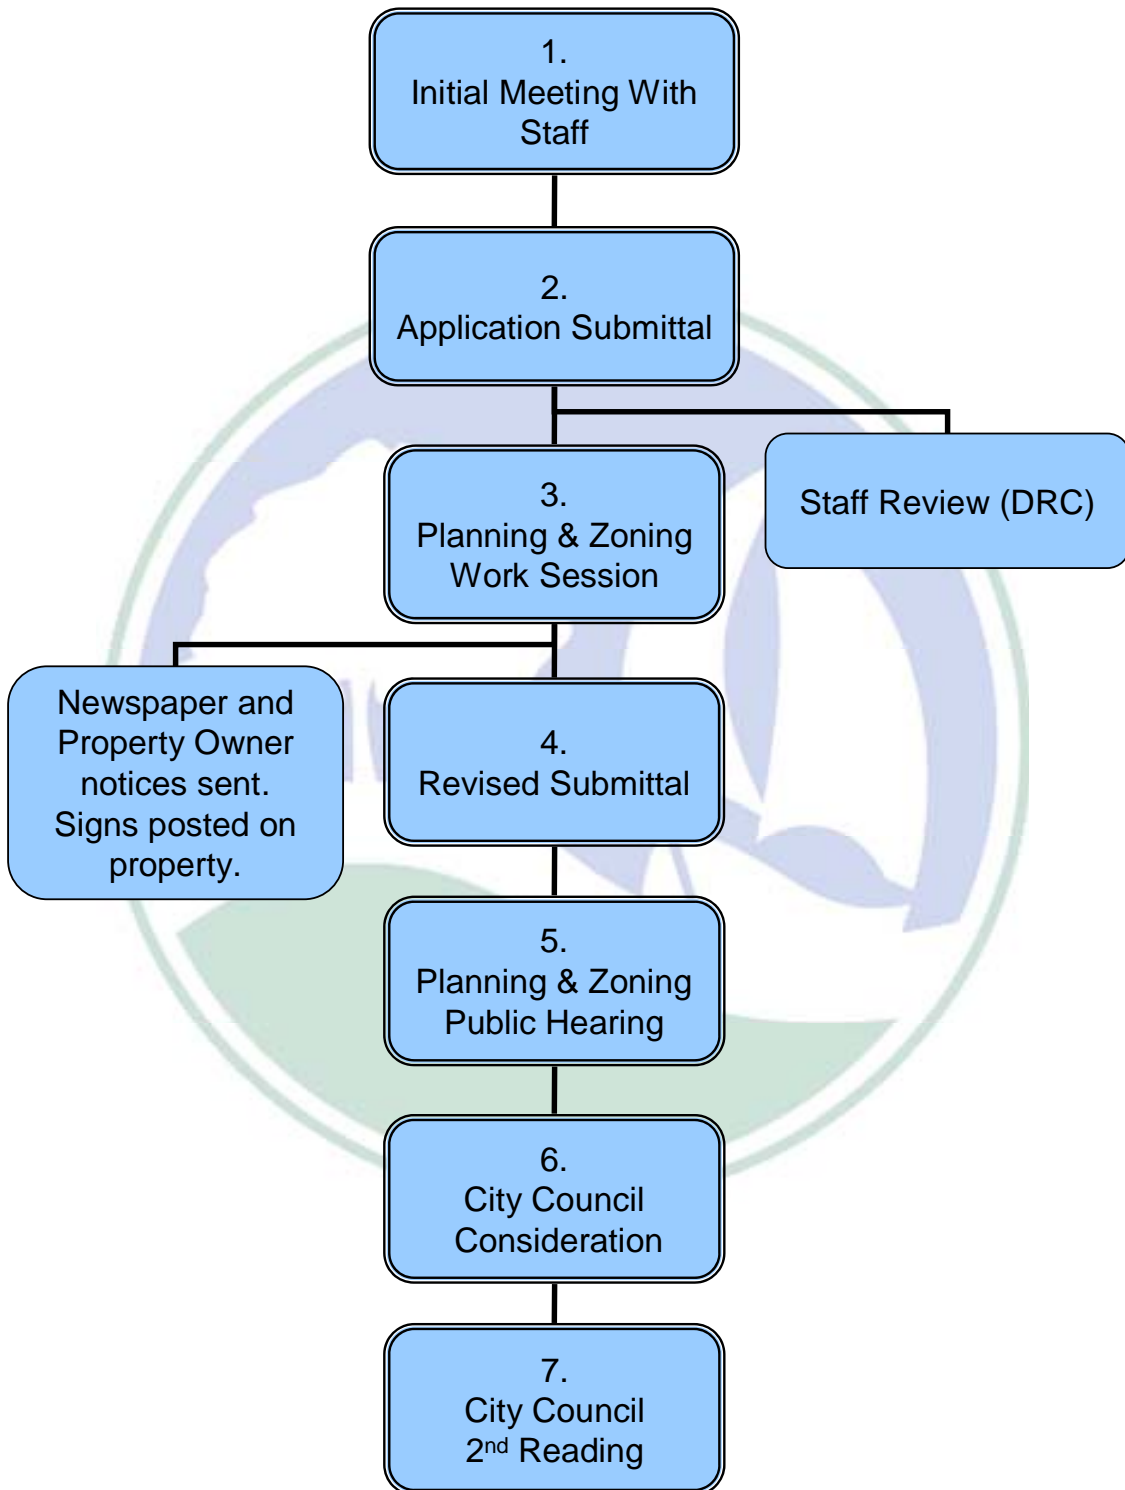 1.
Initial Meeting With
Staff
2.
Application Submittal
3.
Planning & Zoning
Work Session
Staff Review (DRC)
Newspaper and
Property Owner
notices sent.
Signs posted on
property.
4.
Revised Submittal
5.
Planning & Zoning
Public Hearing
6.
City Council
Consideration
7.
City Council
2nd Reading